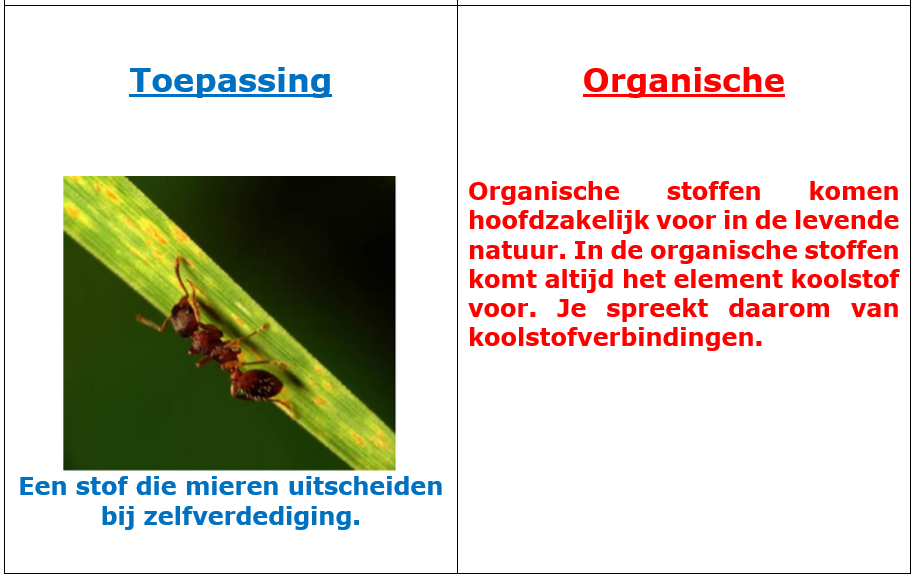 Toepassing
Een stof die mieren uitscheiden
bij zelfverdediging.
Organische
Organische stoffen komen
hoofdzakelijk voor in de levende
natuur. In de organische stoffen
komt altijd het element koolstof
voor. Je spreekt daarom van
koolstofverbindingen.